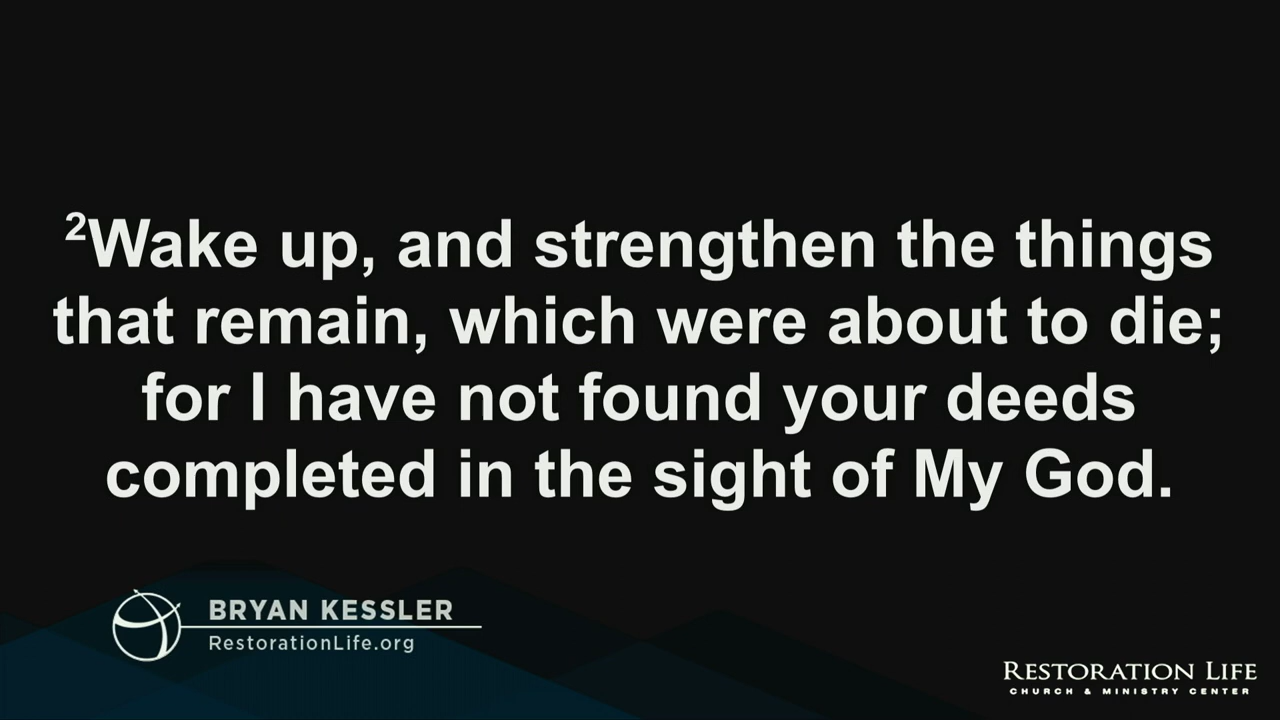 ²Wake up, and strengthen the things
that remain, which were about to die;
for I have not found your deeds
completed in the sight of My God.
BRYAN KESSLER
RestorationLife.org
RESTORATION LIFE
CHURCH & MINISTRY CENTER